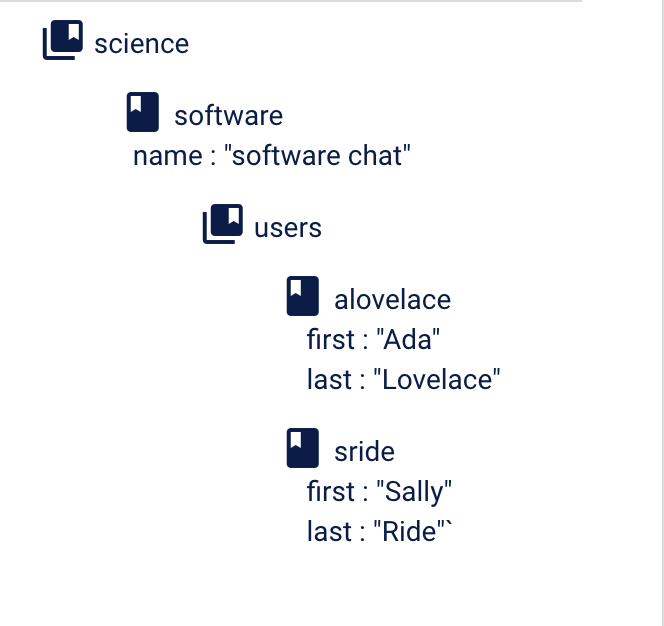 science
software
name : "software chat"
users
alovelace
first : "Ada"
last : "Lovelace"
sride
first : "Sally"
last : "Ride"`